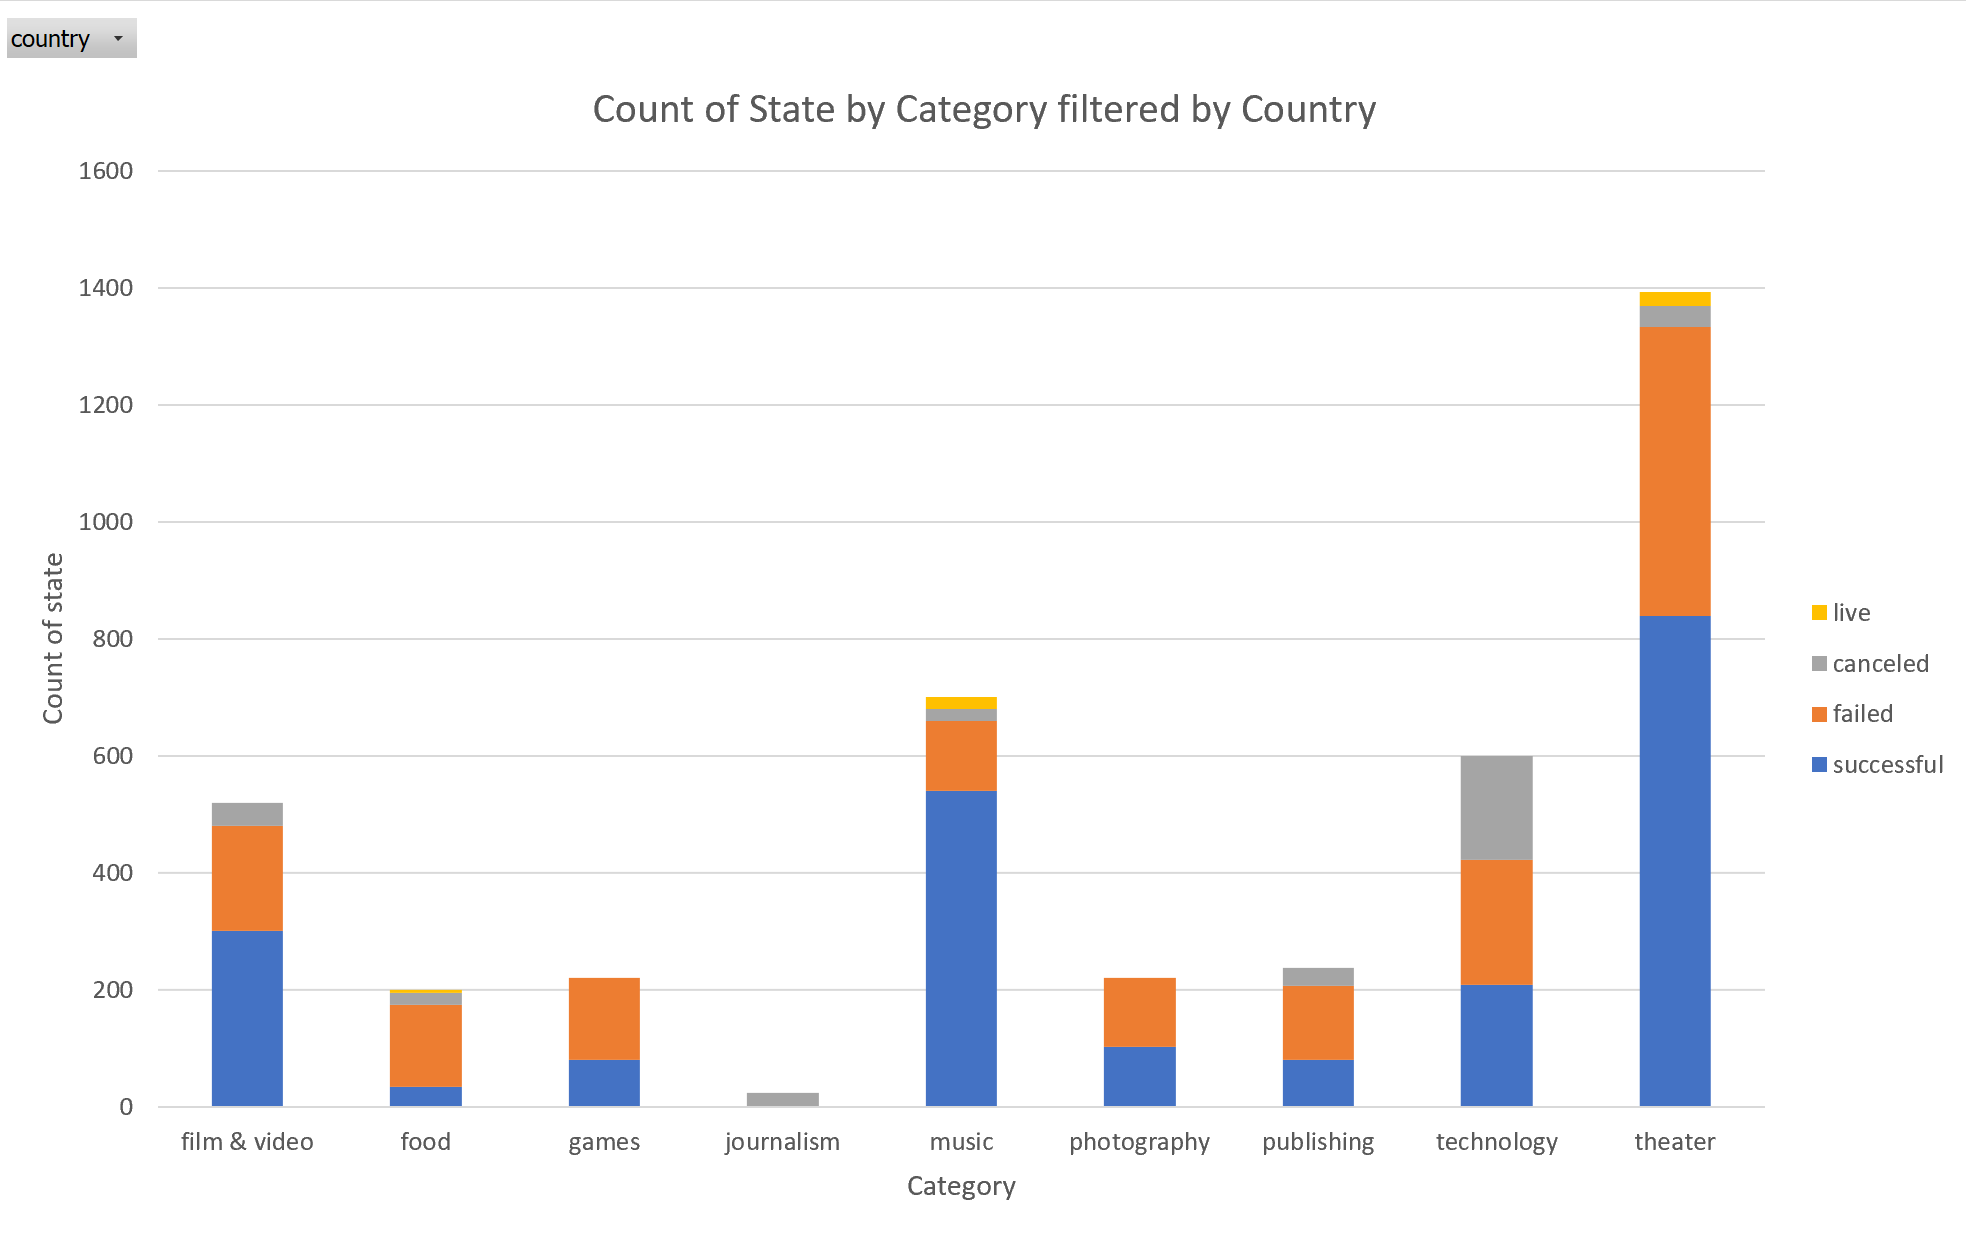 country
Count of State by Category filtered by Country
1600
1400
1200
1000
800
600
400
200
0
Count of state
live
canceled
failed
successful
film & video
food
games
journalism
music
photography
publishing
technology
theater
Category